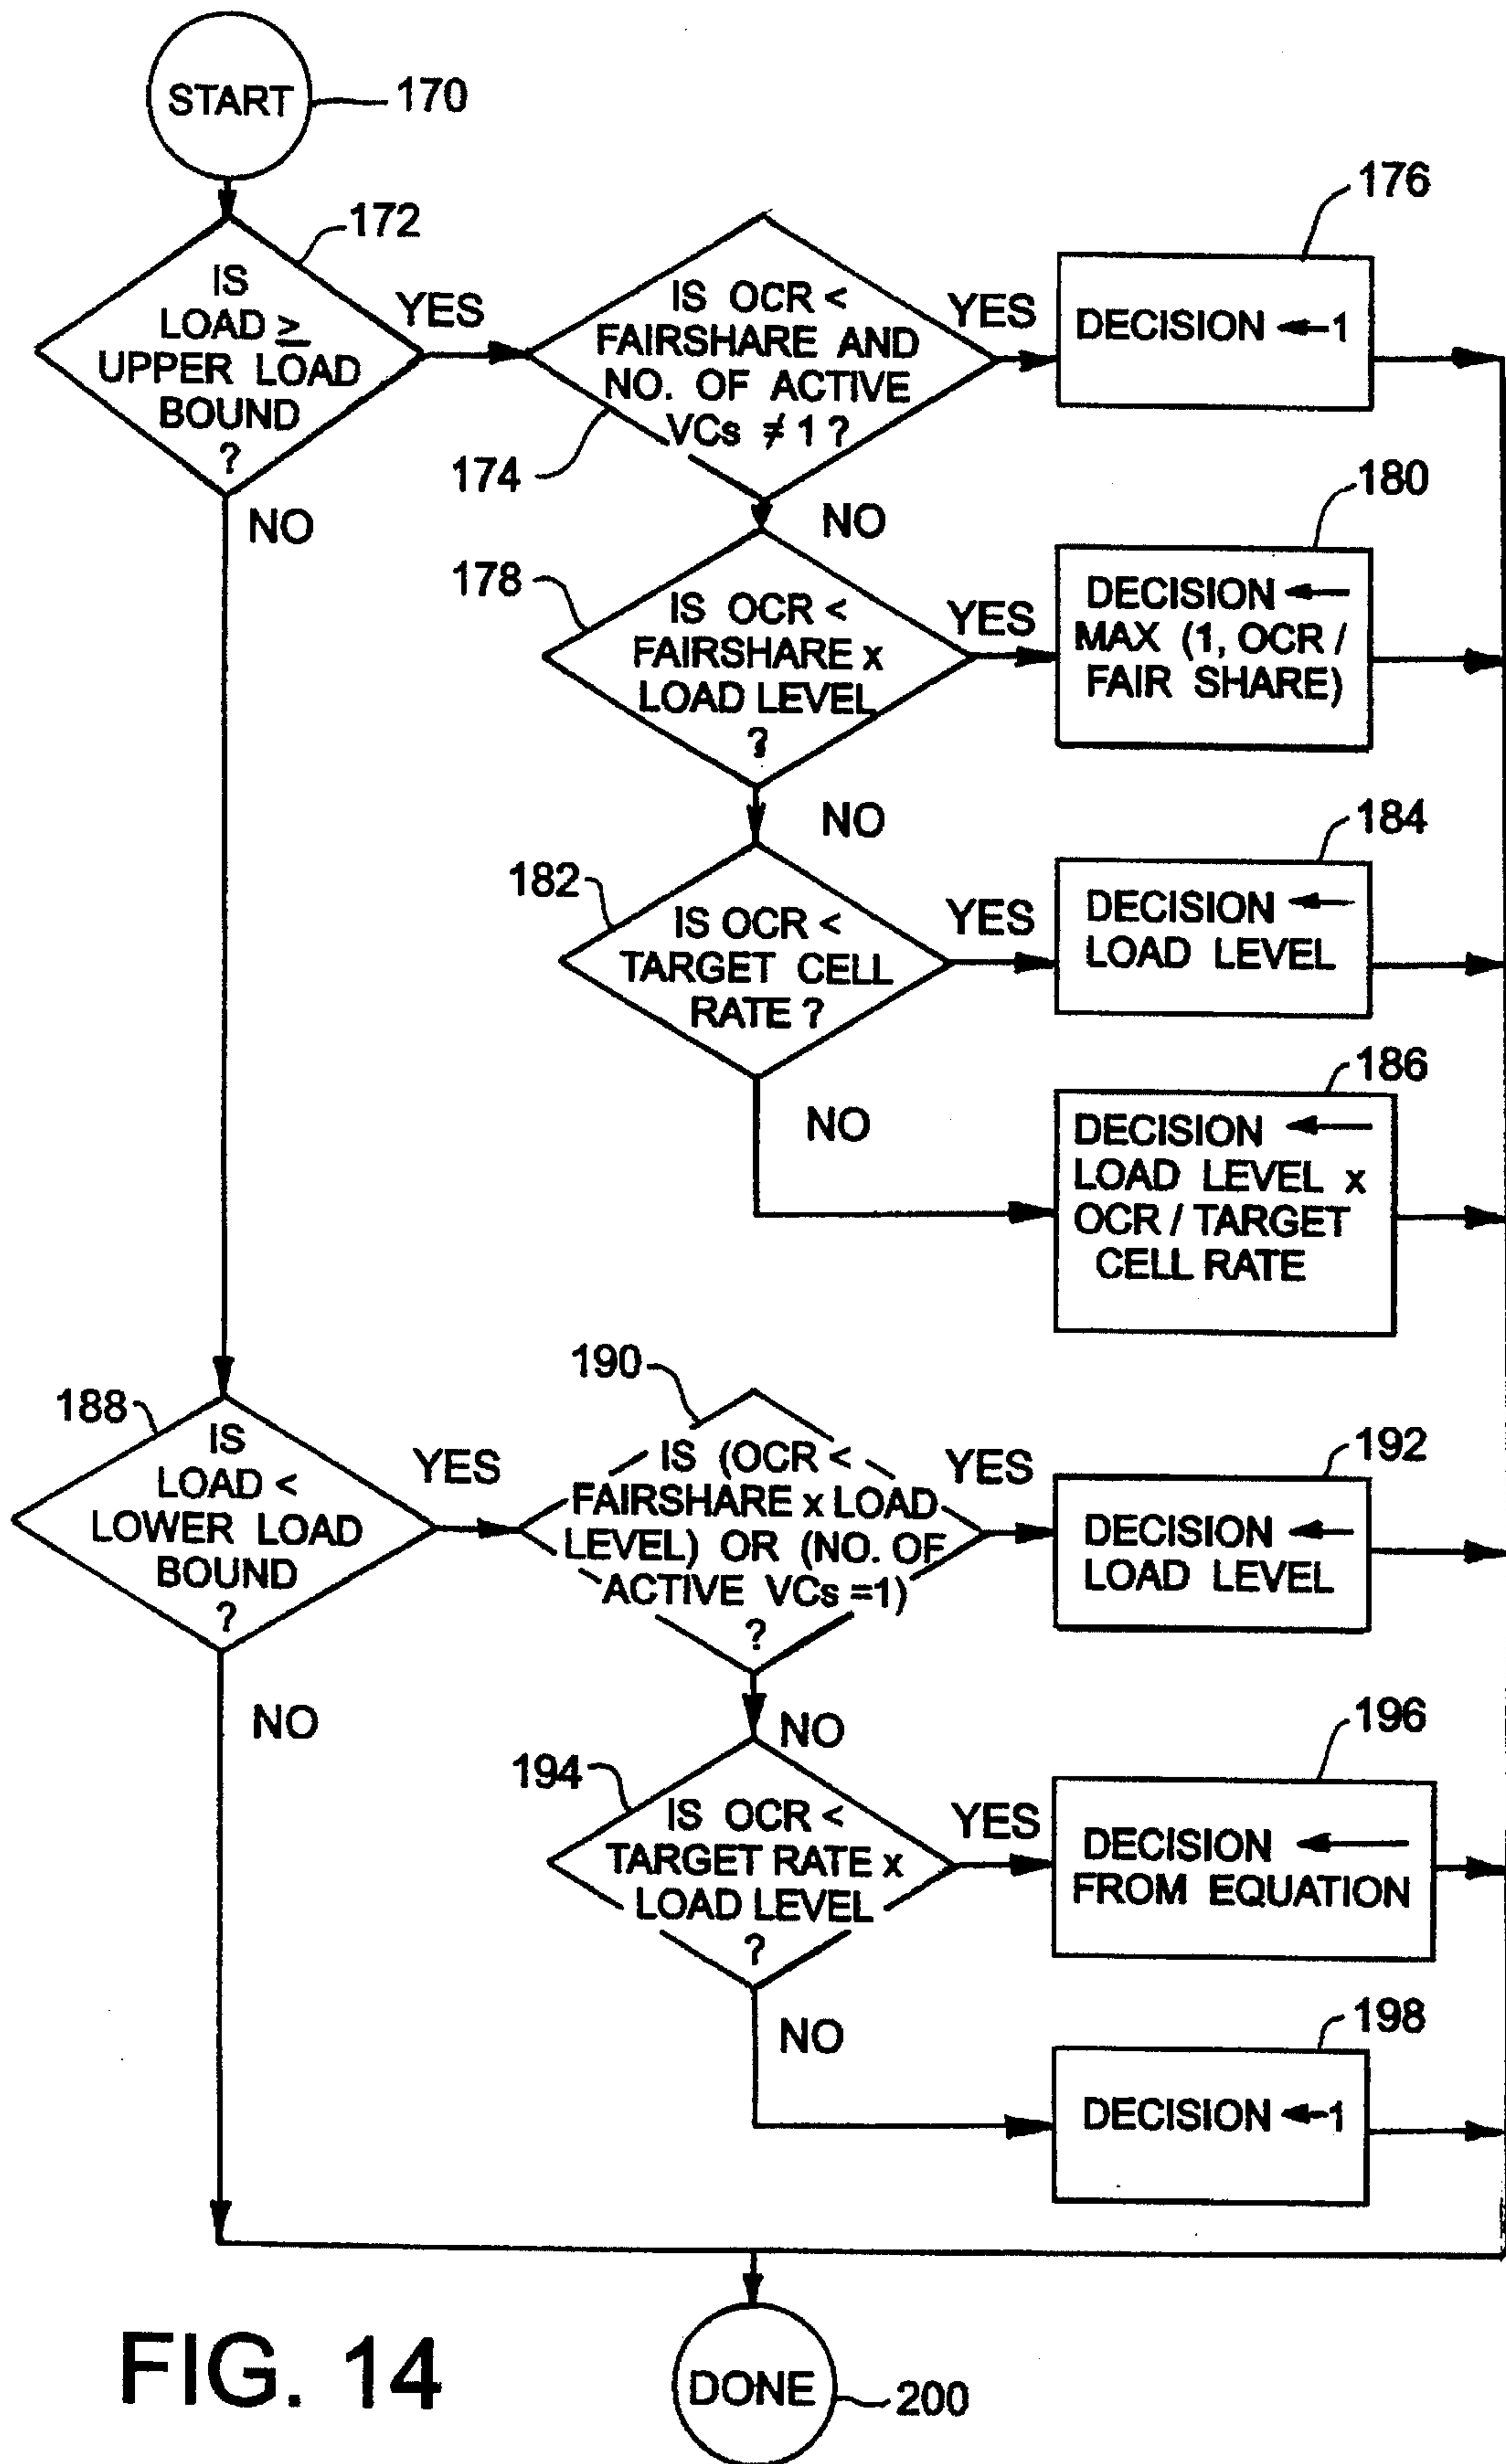 START
170
172
IS
LOAD ≥
UPPER LOAD
BOUND
?
YES
NO
IS OCR <
FAIRSHARE AND
NO. OF ACTIVE
VCs ≠ 1 ?
174
YES
NO
176
DECISION ← 1
178
IS OCR <
FAIRSHARE x
LOAD LEVEL
?
YES
NO
180
DECISION ←
MAX (1, OCR /
FAIR SHARE)
182
IS OCR <
TARGET CELL
RATE ?
YES
NO
184
DECISION ←
LOAD LEVEL
186
DECISION ←
LOAD LEVEL x
OCR / TARGET
CELL RATE
188
IS
LOAD <
LOWER LOAD
BOUND
?
YES
NO
190
IS (OCR <
FAIRSHARE x LOAD
LEVEL) OR (NO. OF
ACTIVE VCs =1)
?
YES
NO
192
DECISION ←
LOAD LEVEL
194
IS OCR <
TARGET RATE x
LOAD LEVEL
?
YES
NO
196
DECISION ←
FROM EQUATION
198
DECISION ← 1
FIG. 14
DONE
200